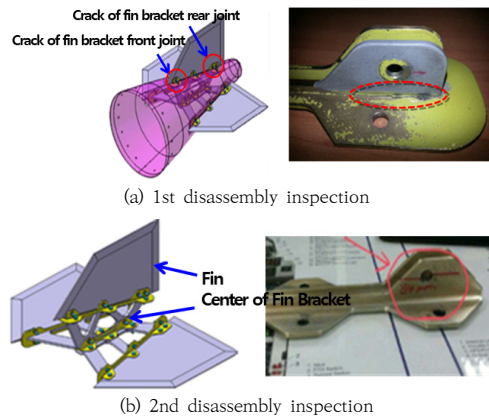 Crack of fin bracket rear joint
Crack of fin bracket front joint
(a) 1st disassembly inspection
Fin
Center of Fin Bracket
(b) 2nd disassembly inspection